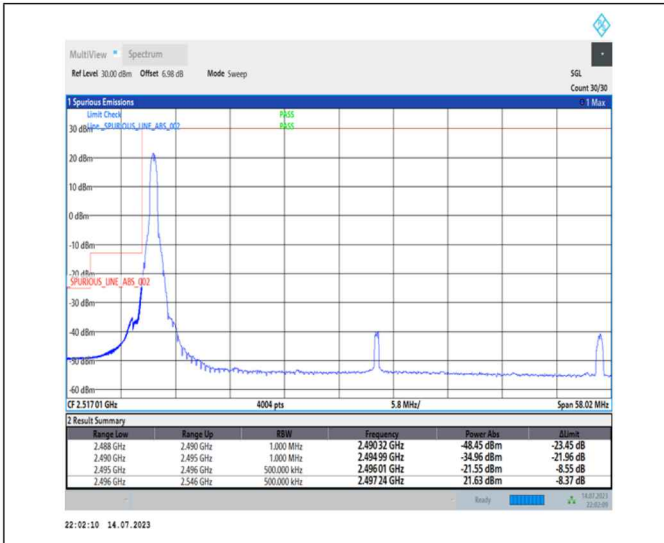 MultiView Spectrum
Ref Level 30.00 dBm Offset 6.98 dB Mode Sweep SGL
Count 30/30
1 Spurious Emissions 1 Max
Limit Check PASS
30 dBm Line _SPURIOUS_LINE_ABS_002 PASS
20 dBm
10 dBm
0 dBm
-10 dBm
-20 dBm
SPURIOUS_LINE_ABS_002
-30 dBm
-40 dBm
-50 dBm
-60 dBm
CF 2.517 01 GHz 4004 pts 5.8 MHz/ Span 58.02 MHz
2 Result Summary
Range Low Range Up RBW Frequency Power Abs ΔLimit
2.488 GHz 2.490 GHz 1.000 MHz 2.490 32 GHz -48.45 dBm -23.45 dB
2.490 GHz 2.495 GHz 1.000 MHz 2.494 99 GHz -34.96 dBm -21.96 dB
2.495 GHz 2.496 GHz 500.000 kHz 2.496 01 GHz -21.55 dBm -8.55 dB
2.496 GHz 2.546 GHz 500.000 kHz 2.497 24 GHz 21.63 dBm -8.37 dB
Ready 14.07.2023
22:02:09
22:02:10 14.07.2023